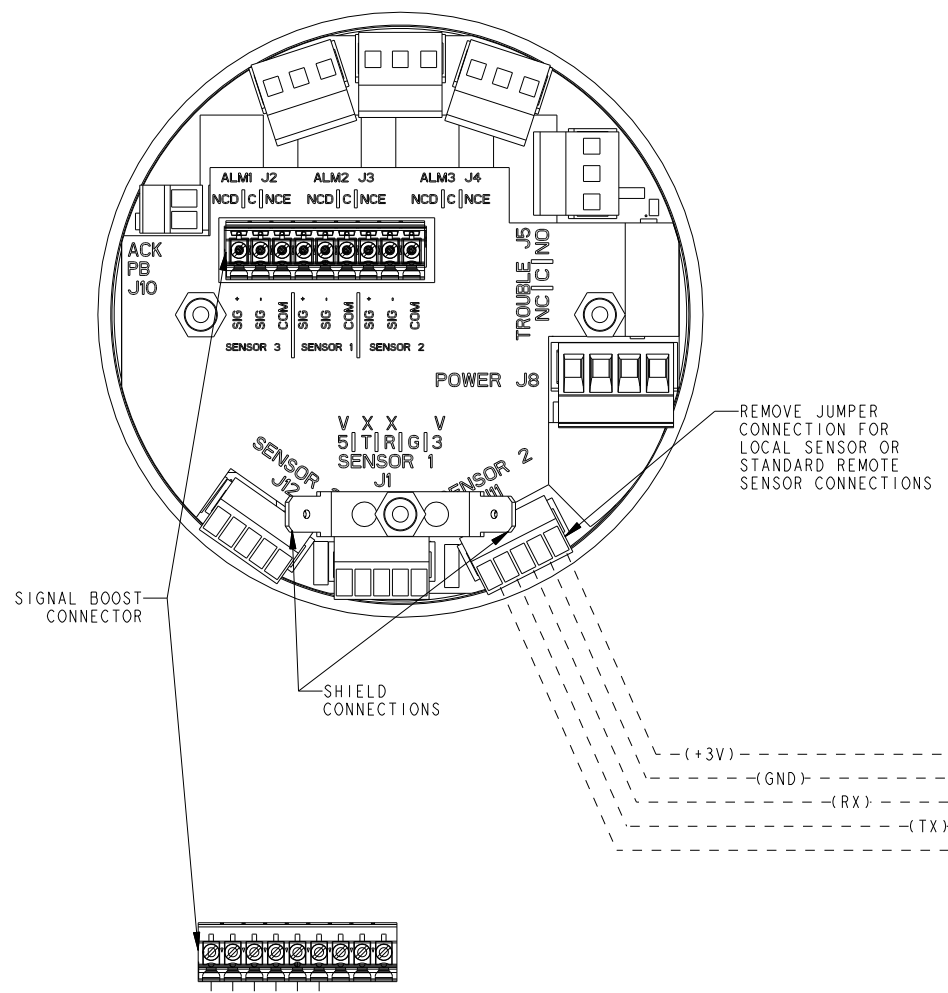 ALM1 J2 ALM2 J3 ALM3 J4
NCD|C|NCE NCD|C|NCE NCD|C|NCE
ACK
PB
J10
TROUBLE J5
NC|C|NO
SIG + SIG - COM SIG + SIG - COM SIG + SIG - COM
SENSOR 3 SENSOR 1 SENSOR 2
POWER J8
V X X V
5|T|R|G|3
SENSOR 1
J1
SENSOR
J12
SENSOR 2
J11
REMOVE JUMPER
CONNECTION FOR
LOCAL SENSOR OR
STANDARD REMOTE
SENSOR CONNECTIONS
SIGNAL BOOST
CONNECTOR
SHIELD
CONNECTIONS
(+3V)
(GND)
(RX)
(TX)